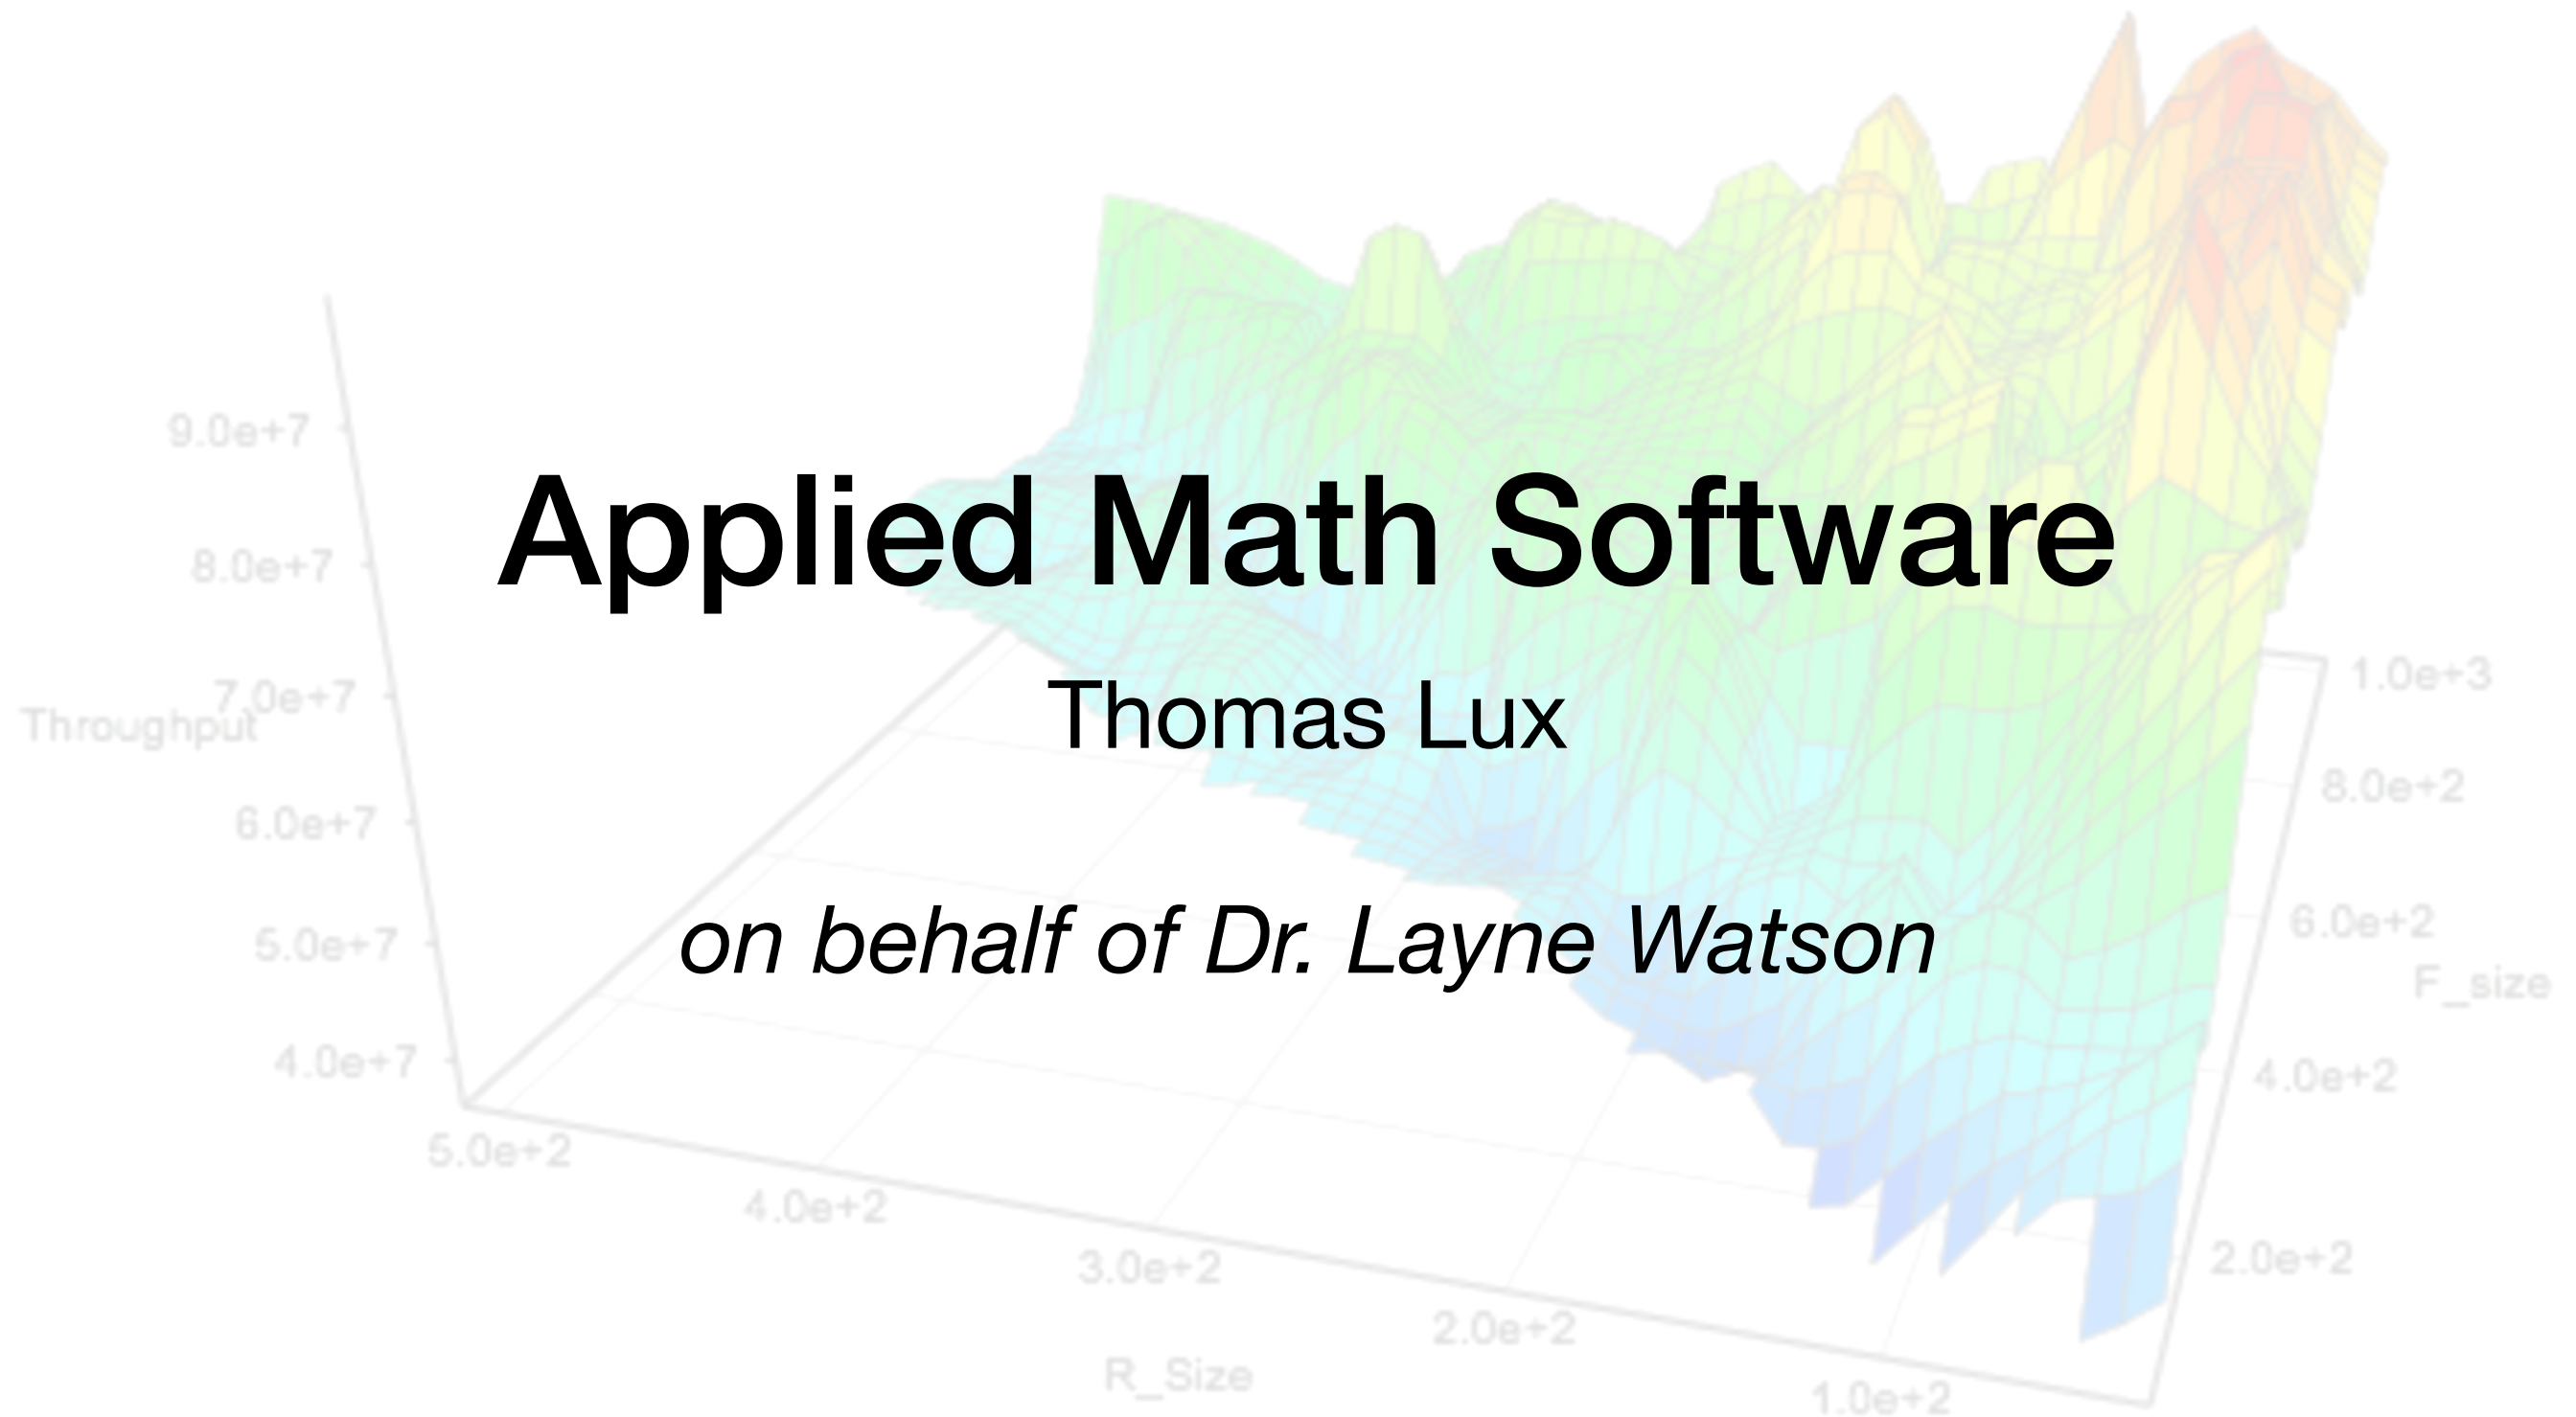 Applied Math Software
Thomas Lux
on behalf of Dr. Layne Watson
9.0e+7
8.0e+7
7.0e+7
Throughput
6.0e+7
5.0e+7
4.0e+7
5.0e+2
4.0e+2
3.0e+2
2.0e+2
1.0e+2
R_Size
1.0e+3
8.0e+2
6.0e+2
F_size
4.0e+2
2.0e+2